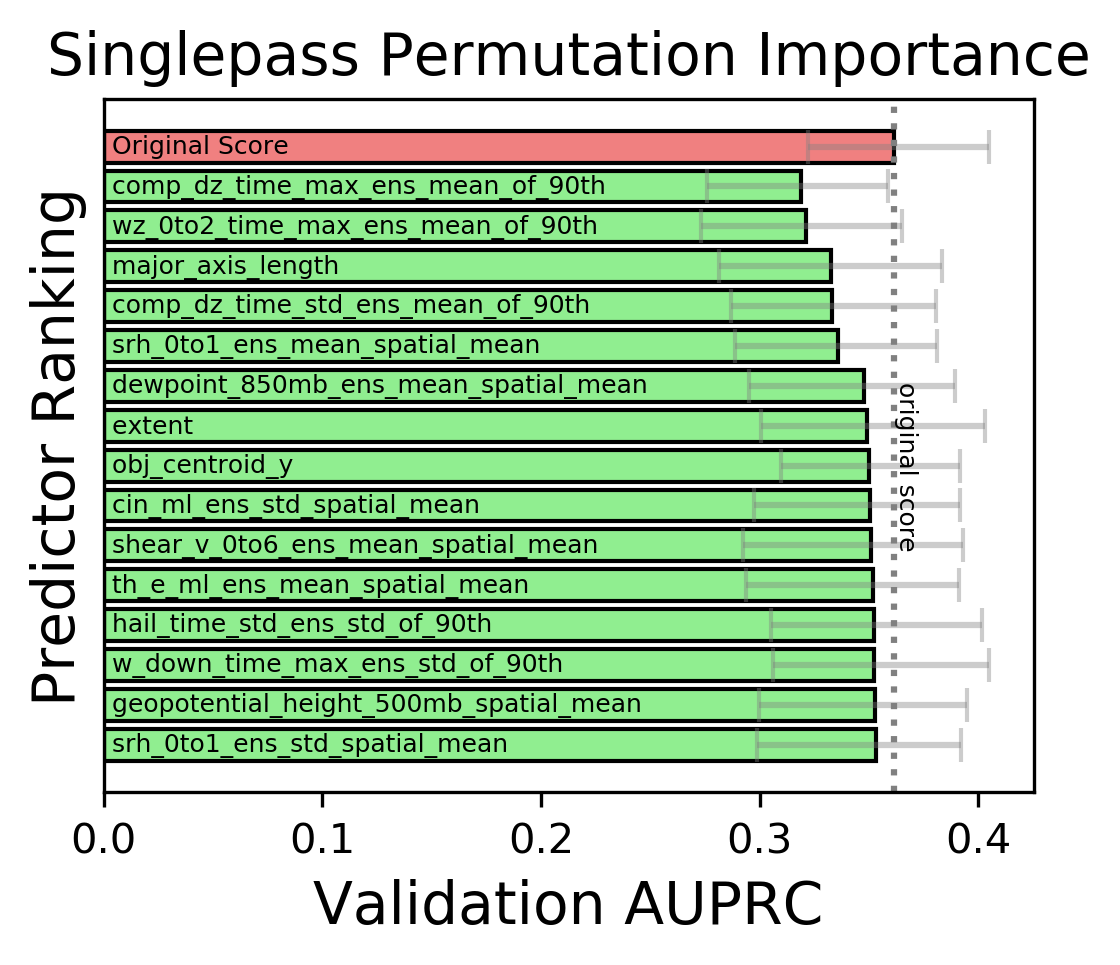 Singlepass Permutation Importance
Predictor Ranking
Original Score
comp_dz_time_max_ens_mean_of_90th
wz_0to2_time_max_ens_mean_of_90th
major_axis_length
comp_dz_time_std_ens_mean_of_90th
srh_0to1_ens_mean_spatial_mean
dewpoint_850mb_ens_mean_spatial_mean
extent
obj_centroid_y
cin_ml_ens_std_spatial_mean
shear_v_0to6_ens_mean_spatial_mean
th_e_ml_ens_mean_spatial_mean
hail_time_std_ens_std_of_90th
w_down_time_max_ens_std_of_90th
geopotential_height_500mb_spatial_mean
srh_0to1_ens_std_spatial_mean
original score
0.0 0.1 0.2 0.3 0.4
Validation AUPRC